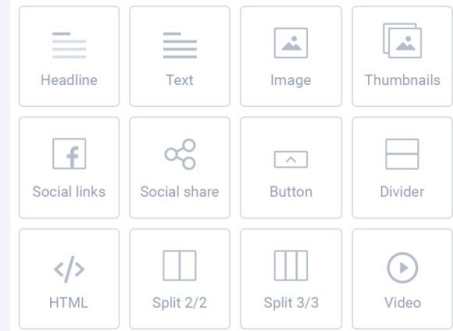 Headline
Text
Image
Thumbnails
Social links
Social share
Button
Divider
HTML
Split 2/2
Split 3/3
Video